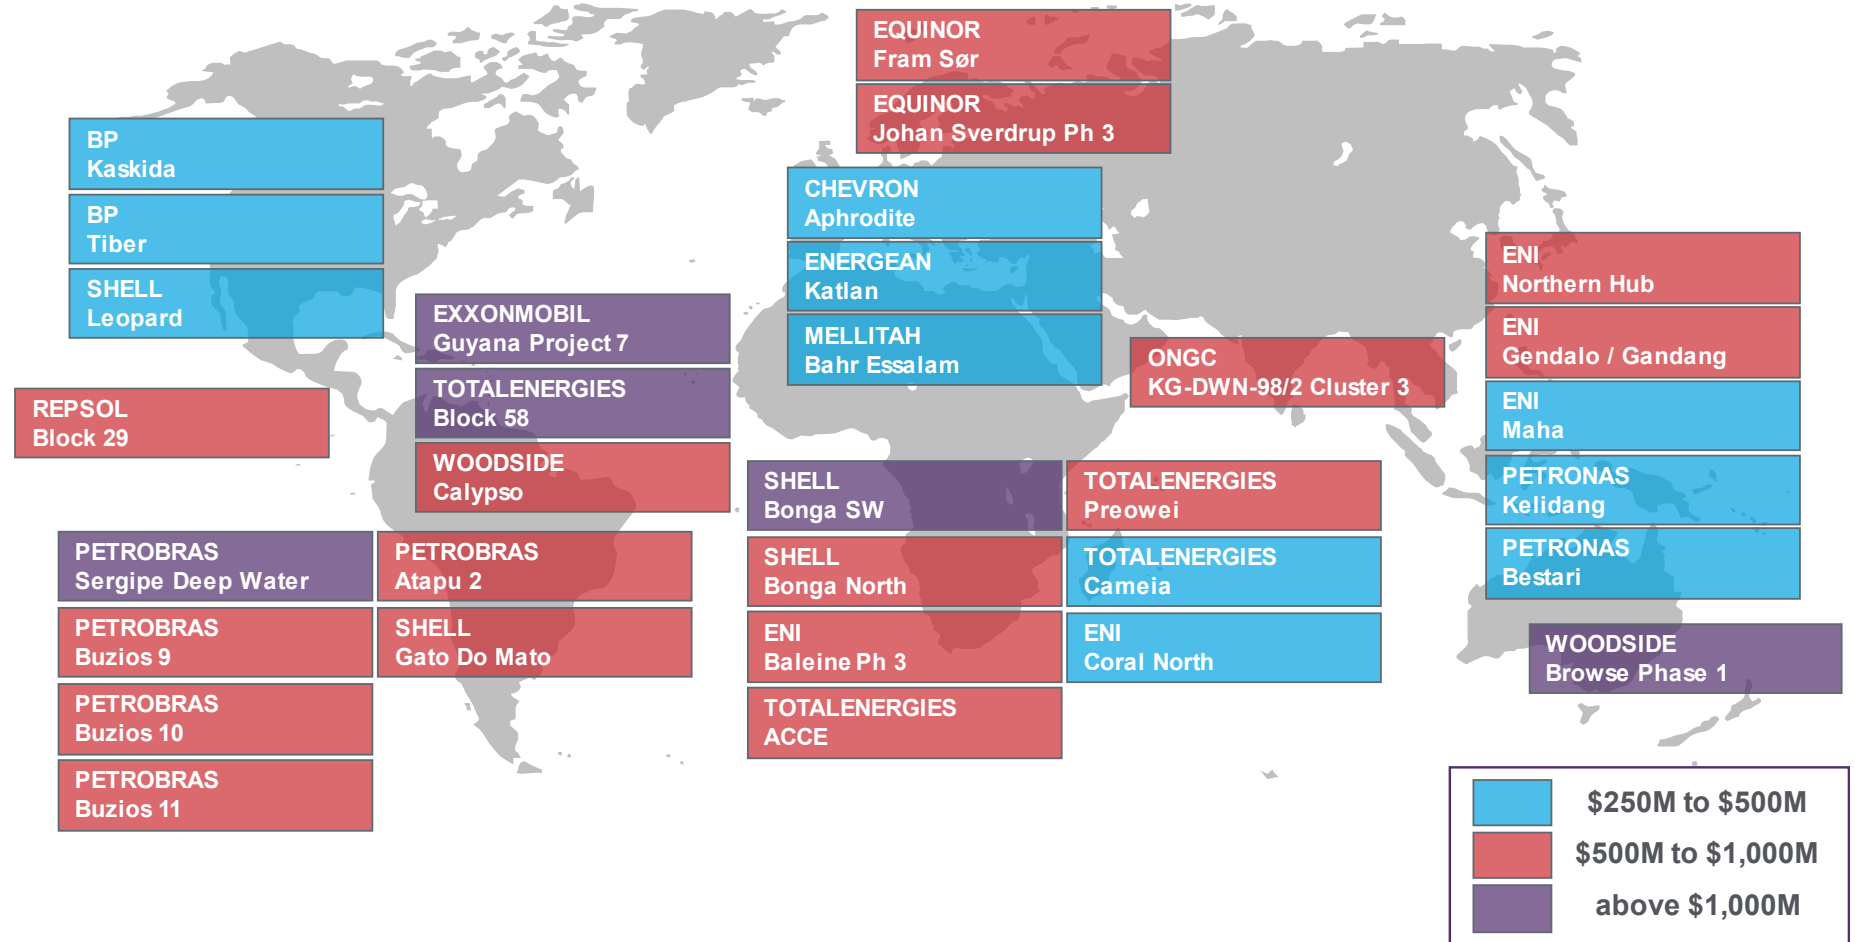 EQUINOR
Fram Sør
EQUINOR
Johan Sverdrup Ph 3
BP
Kaskida
BP
Tiber
SHELL
Leopard
CHEVRON
Aphrodite
ENERGEAN
Katlan
MELLITAH
Bahr Essalam
EXXONMOBIL
Guyana Project 7
TOTALENERGIES
Block 58
WOODSIDE
Calypso
REPSOL
Block 29
ONGC
KG-DWN-98/2 Cluster 3
ENI
Northern Hub
ENI
Gendalo / Gandang
ENI
Maha
PETRONAS
Kelidang
PETRONAS
Bestari
WOODSIDE
Browse Phase 1
PETROBRAS
Sergipe Deep Water
PETROBRAS
Buzios 9
PETROBRAS
Buzios 10
PETROBRAS
Buzios 11
PETROBRAS
Atapu 2
SHELL
Gato Do Mato
SHELL
Bonga SW
SHELL
Bonga North
ENI
Baleine Ph 3
TOTALENERGIES
ACCE
TOTALENERGIES
Preowei
TOTALENERGIES
Cameia
ENI
Coral North
$250M to $500M
$500M to $1,000M
above $1,000M